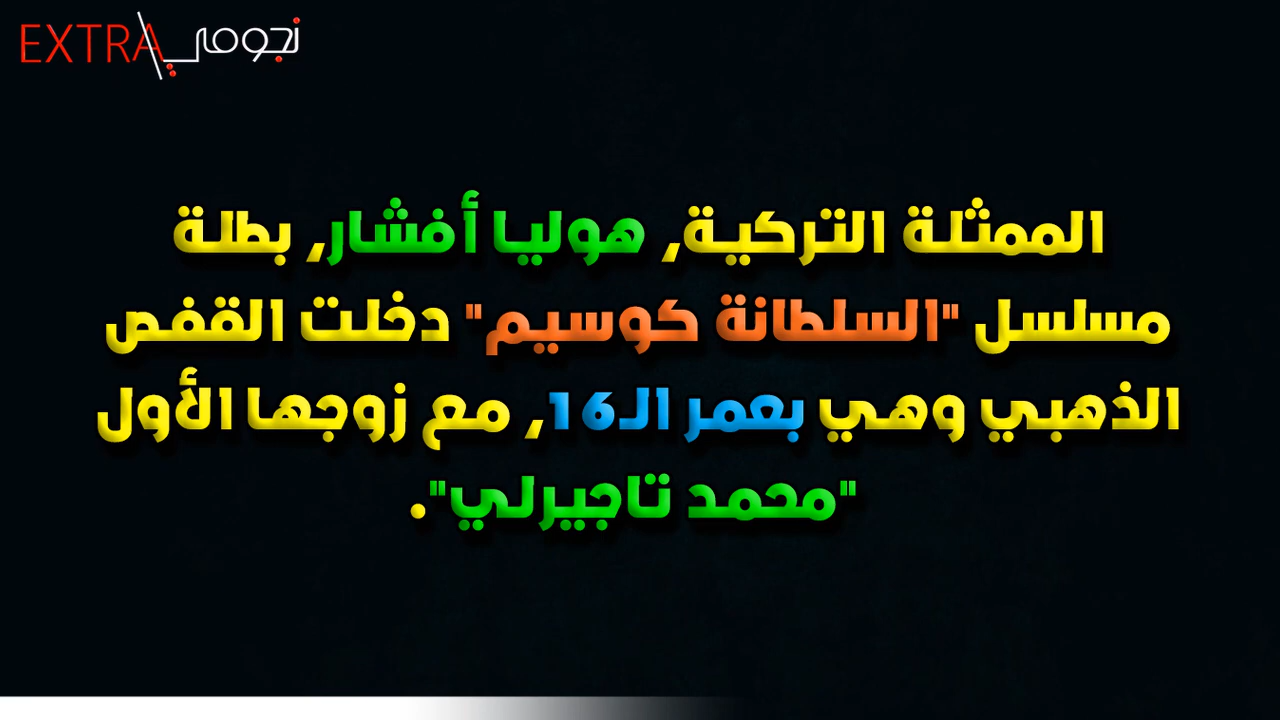 نجومي EXTRA
الممثلة التركية, هوليا أفشار, بطلة
مسلسل "السلطانة كوسيم" دخلت القفص
الذهبي وهي بعمر الـ16, مع زوجها الأول
"محمد تاجيرلي".